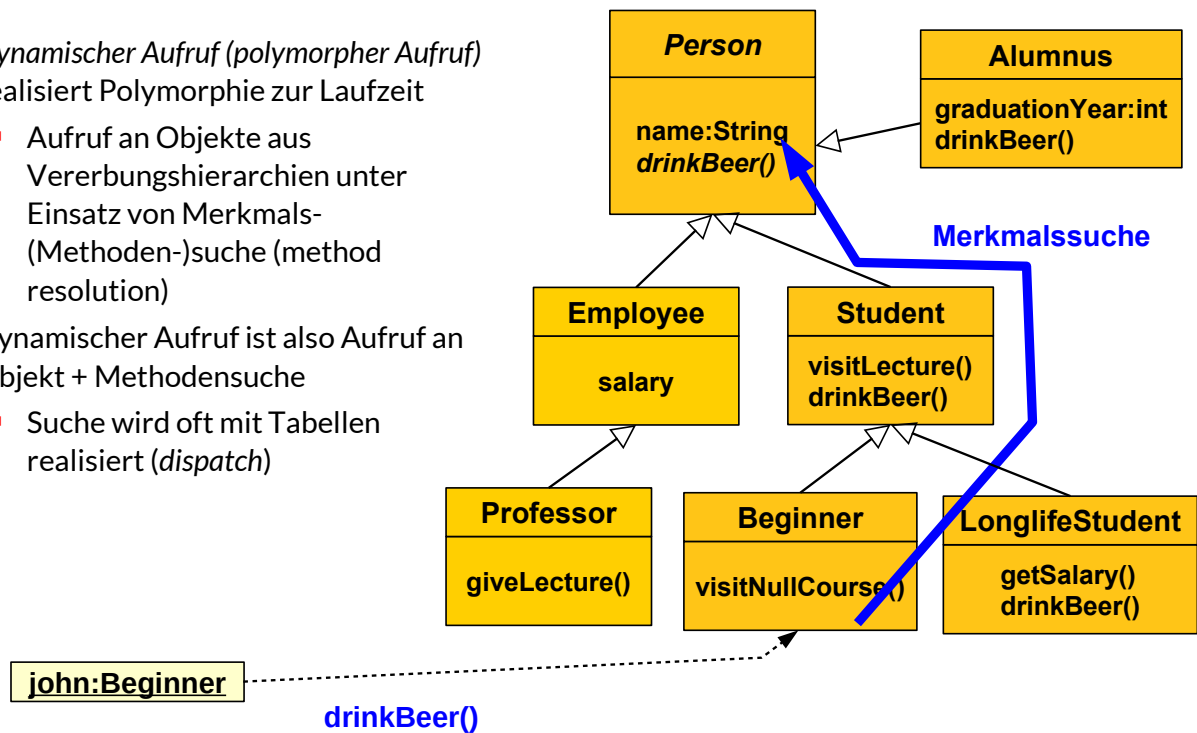 ynamischer Aufruf (polymorpher Aufruf)
ealisiert Polymorphie zur Laufzeit
Aufruf an Objekte aus
Vererbungshierarchien unter
Einsatz von Merkmals-
(Methoden-)suche (method
resolution)
ynamischer Aufruf ist also Aufruf an
bjekt + Methodensuche
Suche wird oft mit Tabellen
realisiert (dispatch)
Person
name:String
drinkBeer()
Alumnus
graduationYear:int
drinkBeer()
Merkmalssuche
Employee
salary
Student
visitLecture()
drinkBeer()
Professor
giveLecture()
Beginner
visitNullCourse()
LonglifeStudent
getSalary()
drinkBeer()
john:Beginner
drinkBeer()